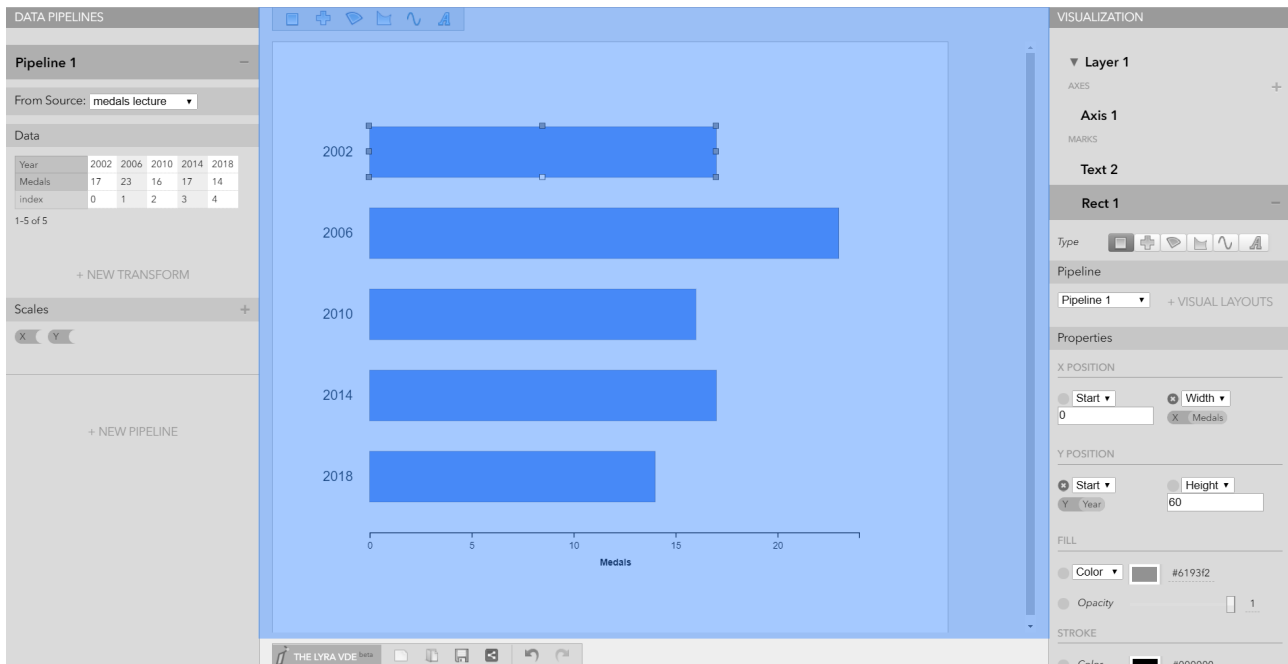 DATA PIPELINES
Pipeline 1
From Source: medals lecture
Data
Year 2002 2006 2010 2014 2018
Medals 17 23 16 17 14
index 0 1 2 3 4
1-5 of 5
+ NEW TRANSFORM
Scales
X Y
+ NEW PIPELINE
2002
2006
2010
2014
2018
0 5 10 15 20
Medals
THE LYRA VDE beta
VISUALIZATION
Layer 1
AXES
Axis 1
MARKS
Text 2
Rect 1
Type
Pipeline
Pipeline 1 + VISUAL LAYOUTS
Properties
X POSITION
Start Width
0 X Medals
Y POSITION
Start Height
Y Year 60
FILL
Color #6193f2
Opacity 1
STROKE
Color #000000